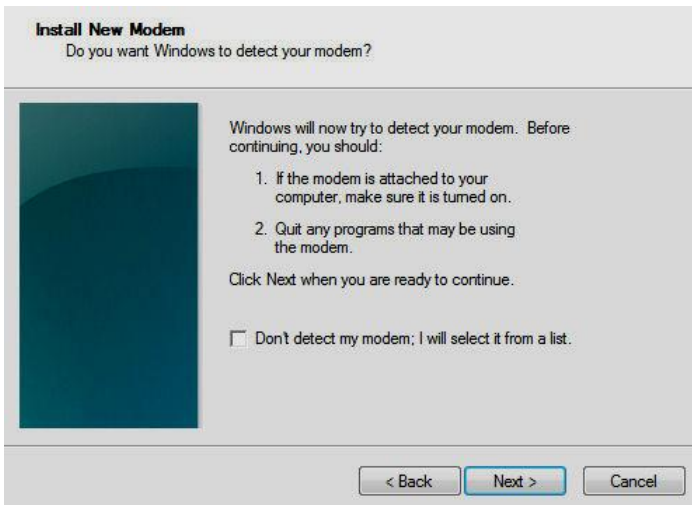 Install New Modem
Do you want Windows to detect your modem?
Windows will now try to detect your modem.  Before
continuing, you should:
1.  If the modem is attached to your
computer, make sure it is turned on.
2.  Quit any programs that may be using
the modem.
Click Next when you are ready to continue.
Don't detect my modem; I will select it from a list.
< Back
Next >
Cancel